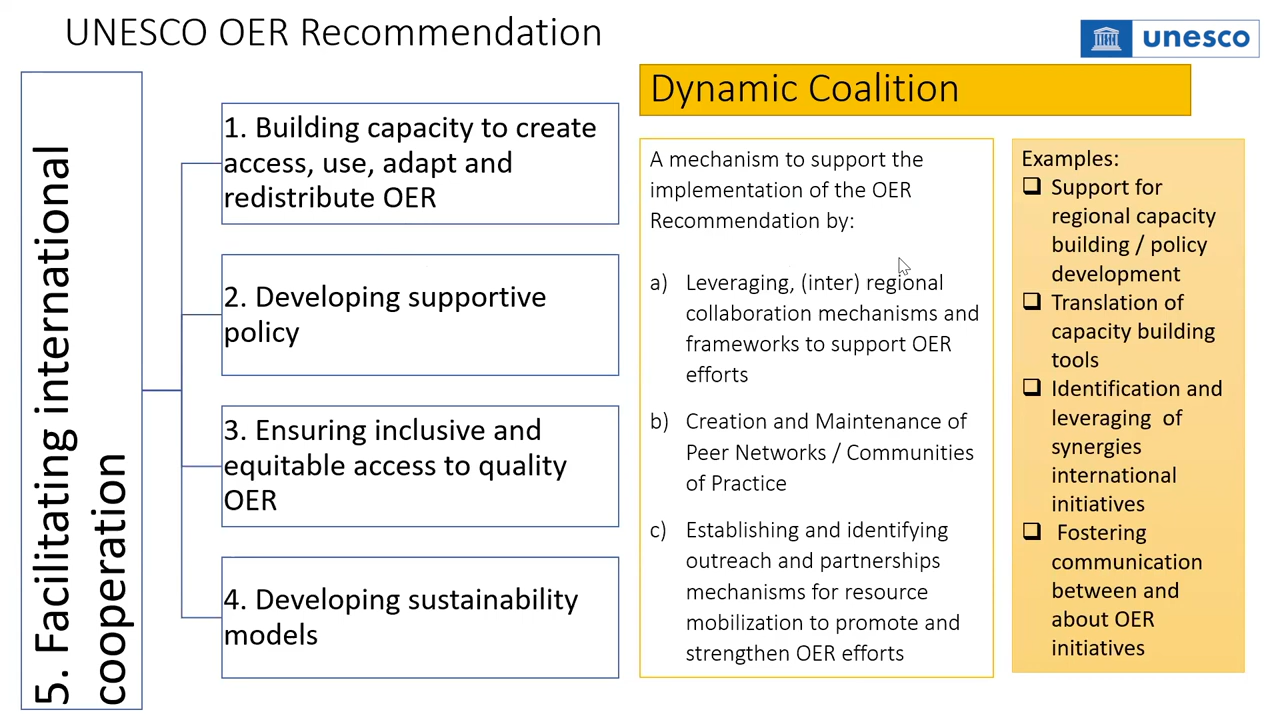 UNESCO OER Recommendation
unesco
5. Facilitating international
cooperation
1. Building capacity to create
access, use, adapt and
redistribute OER
2. Developing supportive
policy
3. Ensuring inclusive and
equitable access to quality
OER
4. Developing sustainability
models
Dynamic Coalition
A mechanism to support the
implementation of the OER
Recommendation by:
a) Leveraging, (inter) regional
collaboration mechanisms and
frameworks to support OER
efforts
b) Creation and Maintenance of
Peer Networks / Communities
of Practice
c) Establishing and identifying
outreach and partnerships
mechanisms for resource
mobilization to promote and
strengthen OER efforts
Examples:
❑ Support for
regional capacity
building / policy
development
❑ Translation of
capacity building
tools
❑ Identification and
leveraging of
synergies
international
initiatives
❑ Fostering
communication
between and
about OER
initiatives